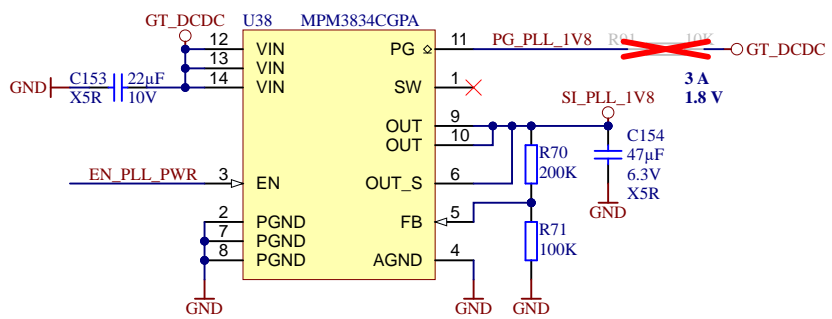 GT_DCDC U38 MPM3834CGPA
12 VIN PG 11 PG_PLL_1V8 R91 10K GT_DCDC
13 VIN
14 VIN SW 1
GND C153 22µF
X5R 10V
3 A
1.8 V
SI_PLL_1V8
OUT 9
OUT 10
C154
47µF
6.3V
X5R
GND
R70
200K
EN_PLL_PWR 3 EN OUT_S 6
2 PGND FB 5
7 PGND
8 PGND AGND 4
R71
100K
GND GND GND